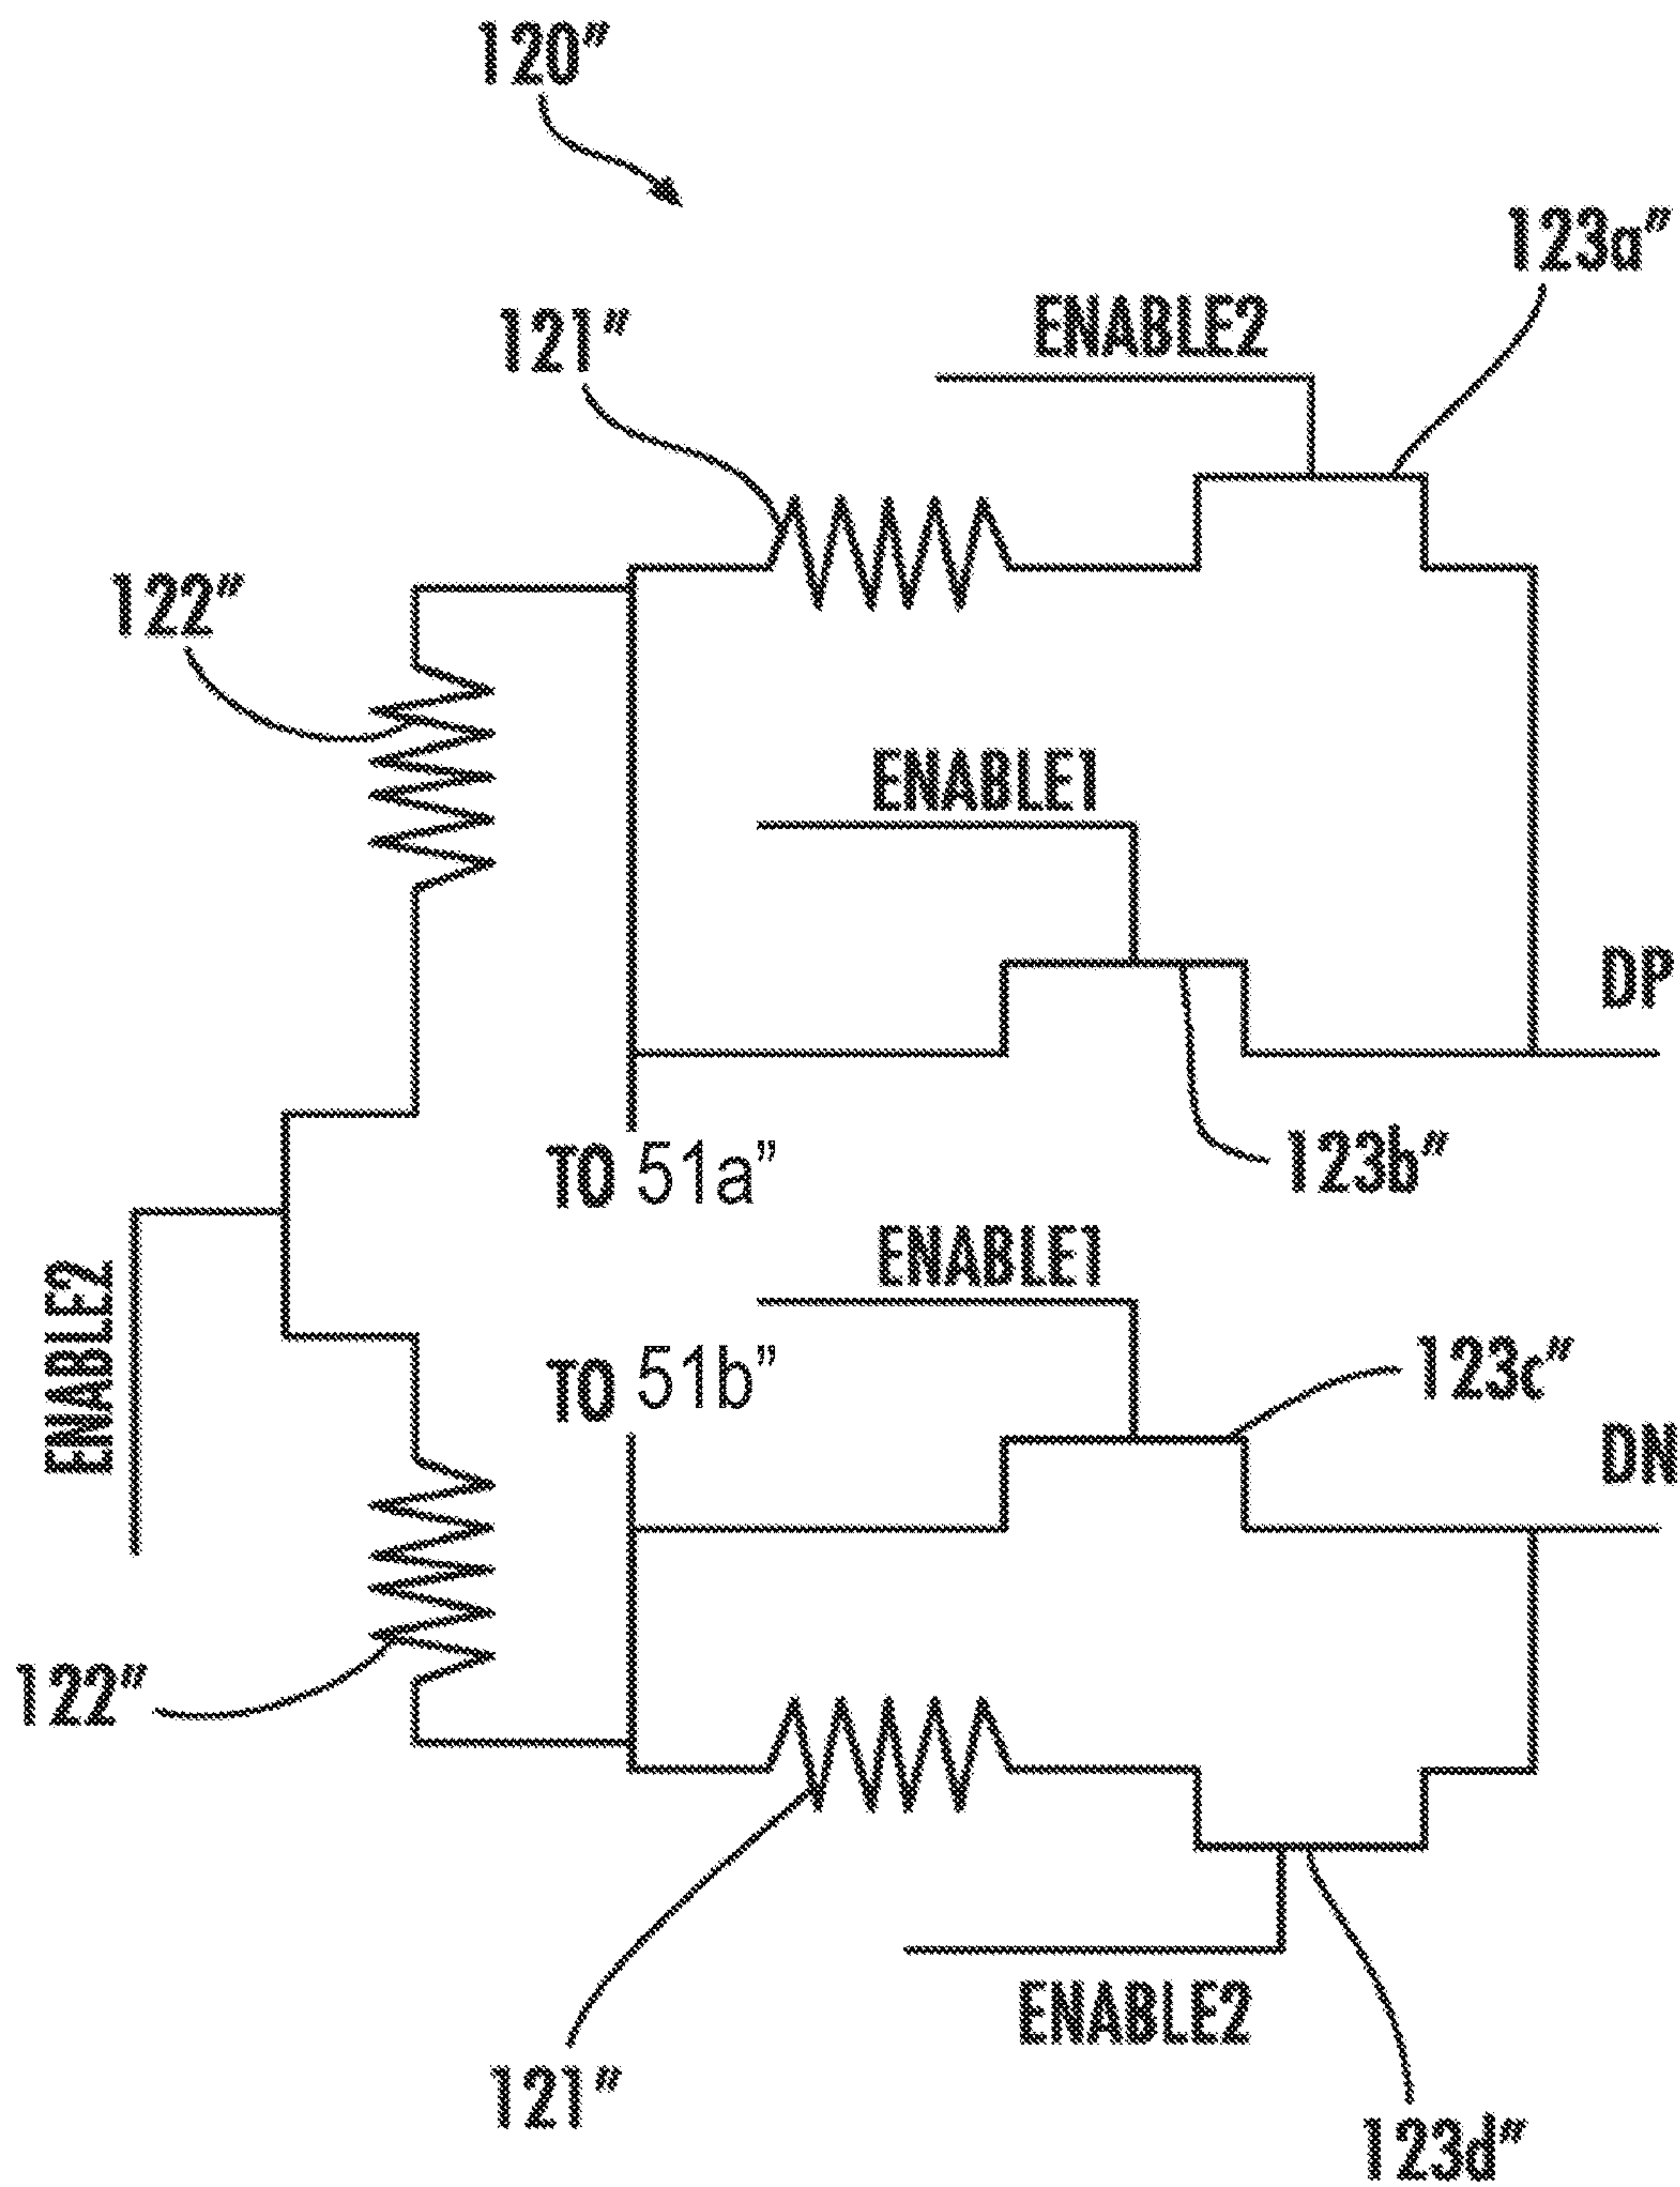 120″
123a″
ENABLE2
121″
122″
ENABLE1
DP
TO 51a”
123b″
ENABLE1
ENABLE2
TO 51b”
123c″
DN
122″
ENABLE2
121″
123d″